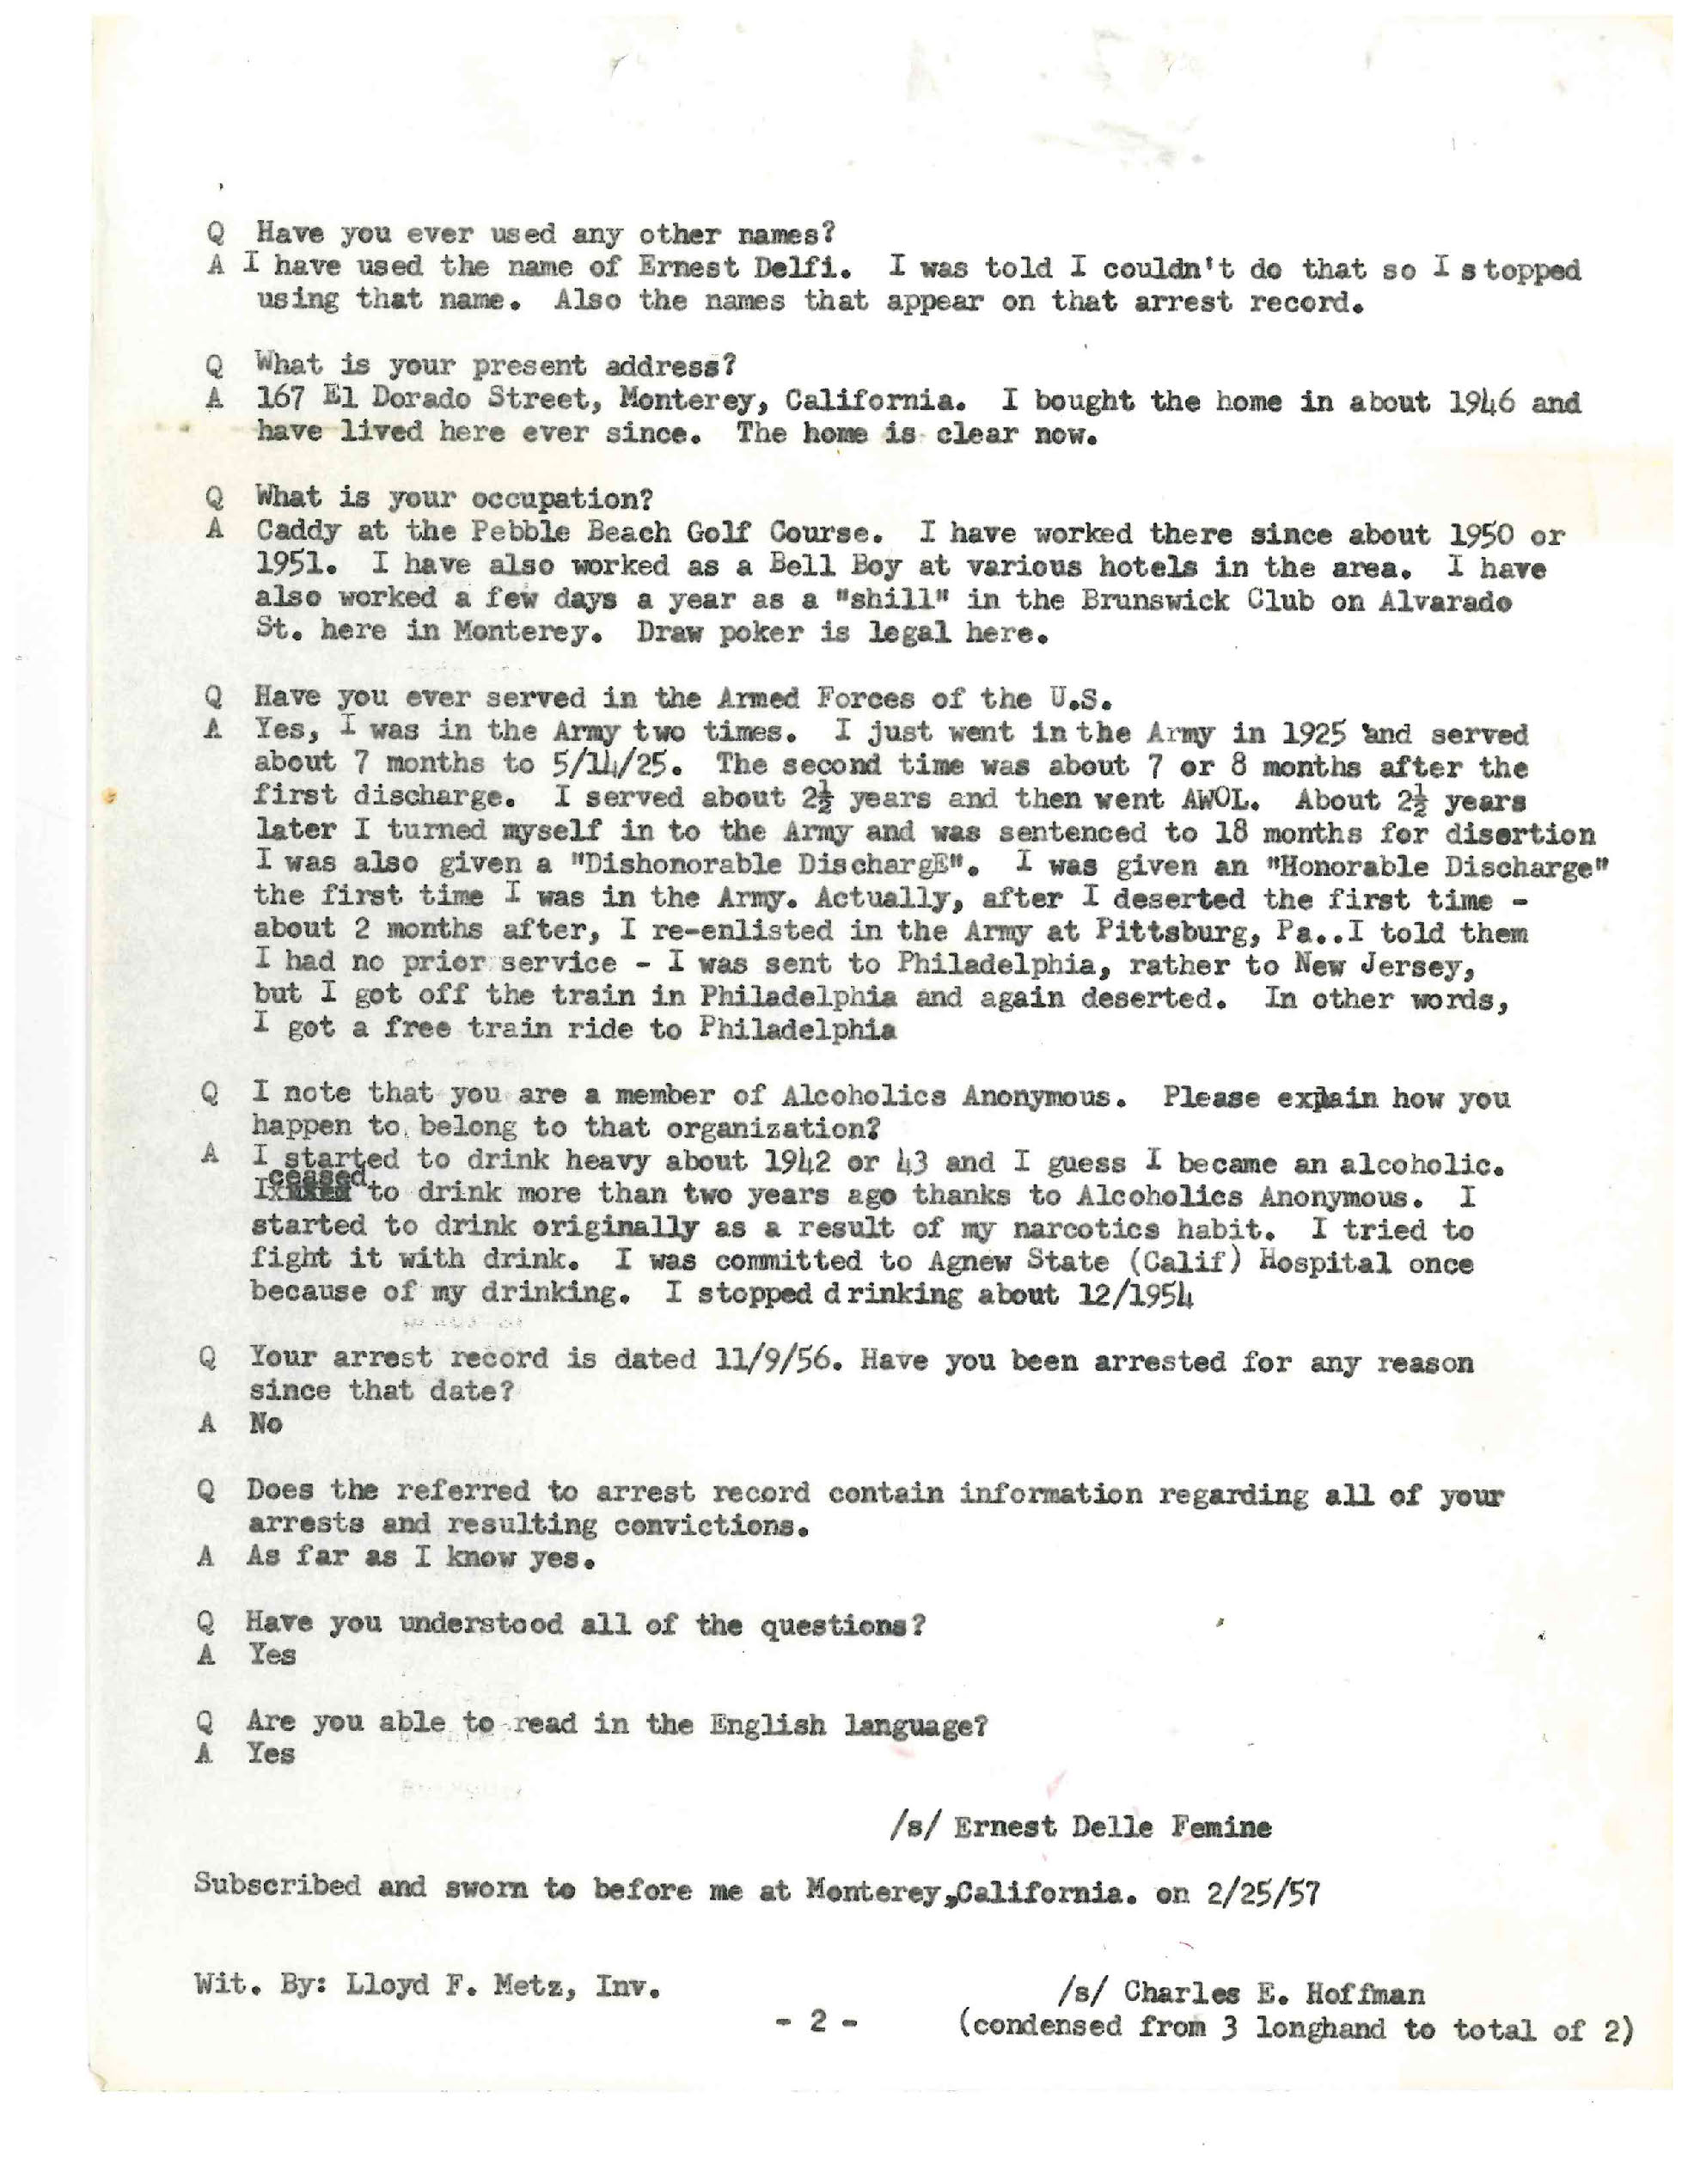 Q Have you ever used any other names?
A I have used the name of Ernest Delfi. I was told I couldn't do that so I stopped
using that name. Also the names that appear on that arrest record.
Q What is your present address?
A 167 El Dorado Street, Monterey, California. I bought the home in about 1946 and
have lived here ever since. The home is clear now.
Q What is your occupation?
A Caddy at the Pebble Beach Golf Course. I have worked there since about 1950 or
1951. I have also worked as a Bell Boy at various hotels in the area. I have
also worked a few days a year as a "shill" in the Brunswick Club on Alvarado
St. here in Monterey. Draw poker is legal here.
Q Have you ever served in the Armed Forces of the U.S.
A Yes, I was in the Army two times. I just went in the Army in 1925 and served
about 7 months to 5/14/25. The second time was about 7 or 8 months after the
first discharge. I served about 2½ years and then went AWOL. About 2½ years
later I turned myself in to the Army and was sentenced to 18 months for disertion
I was also given a "Dishonorable DischargE". I was given an "Honorable Discharge"
the first time I was in the Army. Actually, after I deserted the first time -
about 2 months after, I re-enlisted in the Army at Pittsburg, Pa..I told them
I had no prior service - I was sent to Philadelphia, rather to New Jersey,
but I got off the train in Philadelphia and again deserted. In other words,
I got a free train ride to Philadelphia
Q I note that you are a member of Alcoholics Anonymous. Please explain how you
happen to belong to that organization?
A I started to drink heavy about 1942 or 43 and I guess I became an alcoholic.
I ceased to drink more than two years ago thanks to Alcoholics Anonymous. I
started to drink originally as a result of my narcotics habit. I tried to
fight it with drink. I was committed to Agnew State (Calif) Hospital once
because of my drinking. I stopped drinking about 12/1954
Q Your arrest record is dated 11/9/56. Have you been arrested for any reason
since that date?
A No
Q Does the referred to arrest record contain information regarding all of your
arrests and resulting convictions.
A As far as I know yes.
Q Have you understood all of the questions?
A Yes
Q Are you able to read in the English language?
A Yes
/s/ Ernest Delle Femine
Subscribed and sworn to before me at Monterey,California. on 2/25/57
Wit. By: Lloyd F. Metz, Inv.
/s/ Charles E. Hoffman
- 2 -
(condensed from 3 longhand to total of 2)